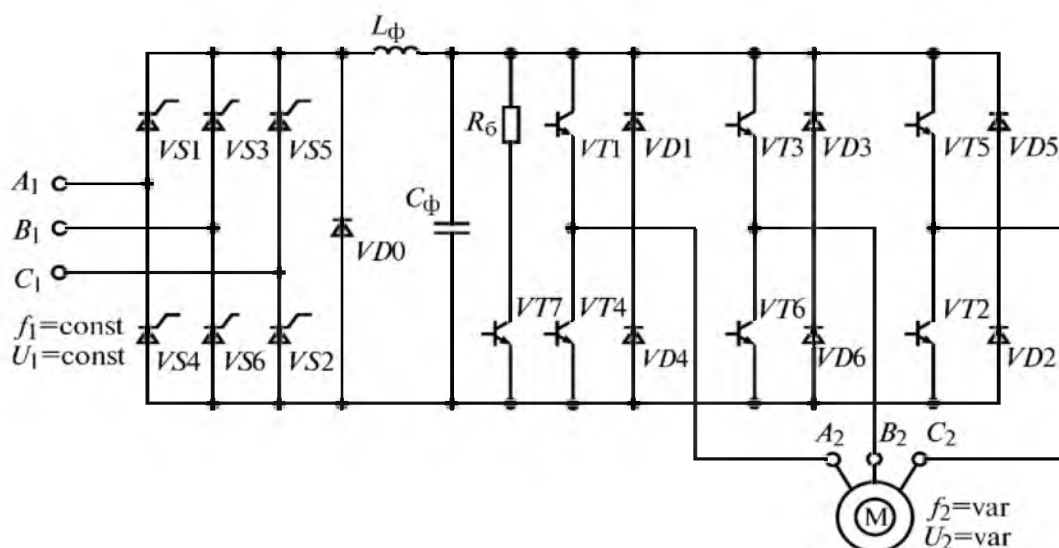 Lф
VS1 VS3 VS5
Rб
VT1 VD1 VT3 VD3 VT5 VD5
A1
B1
C1
Cф
VD0
f1=const
U1=const
VS4 VS6 VS2
VT7 VT4 VD4
VT6 VD6
VT2 VD2
A2 B2 C2
M
f2=var
U2=var